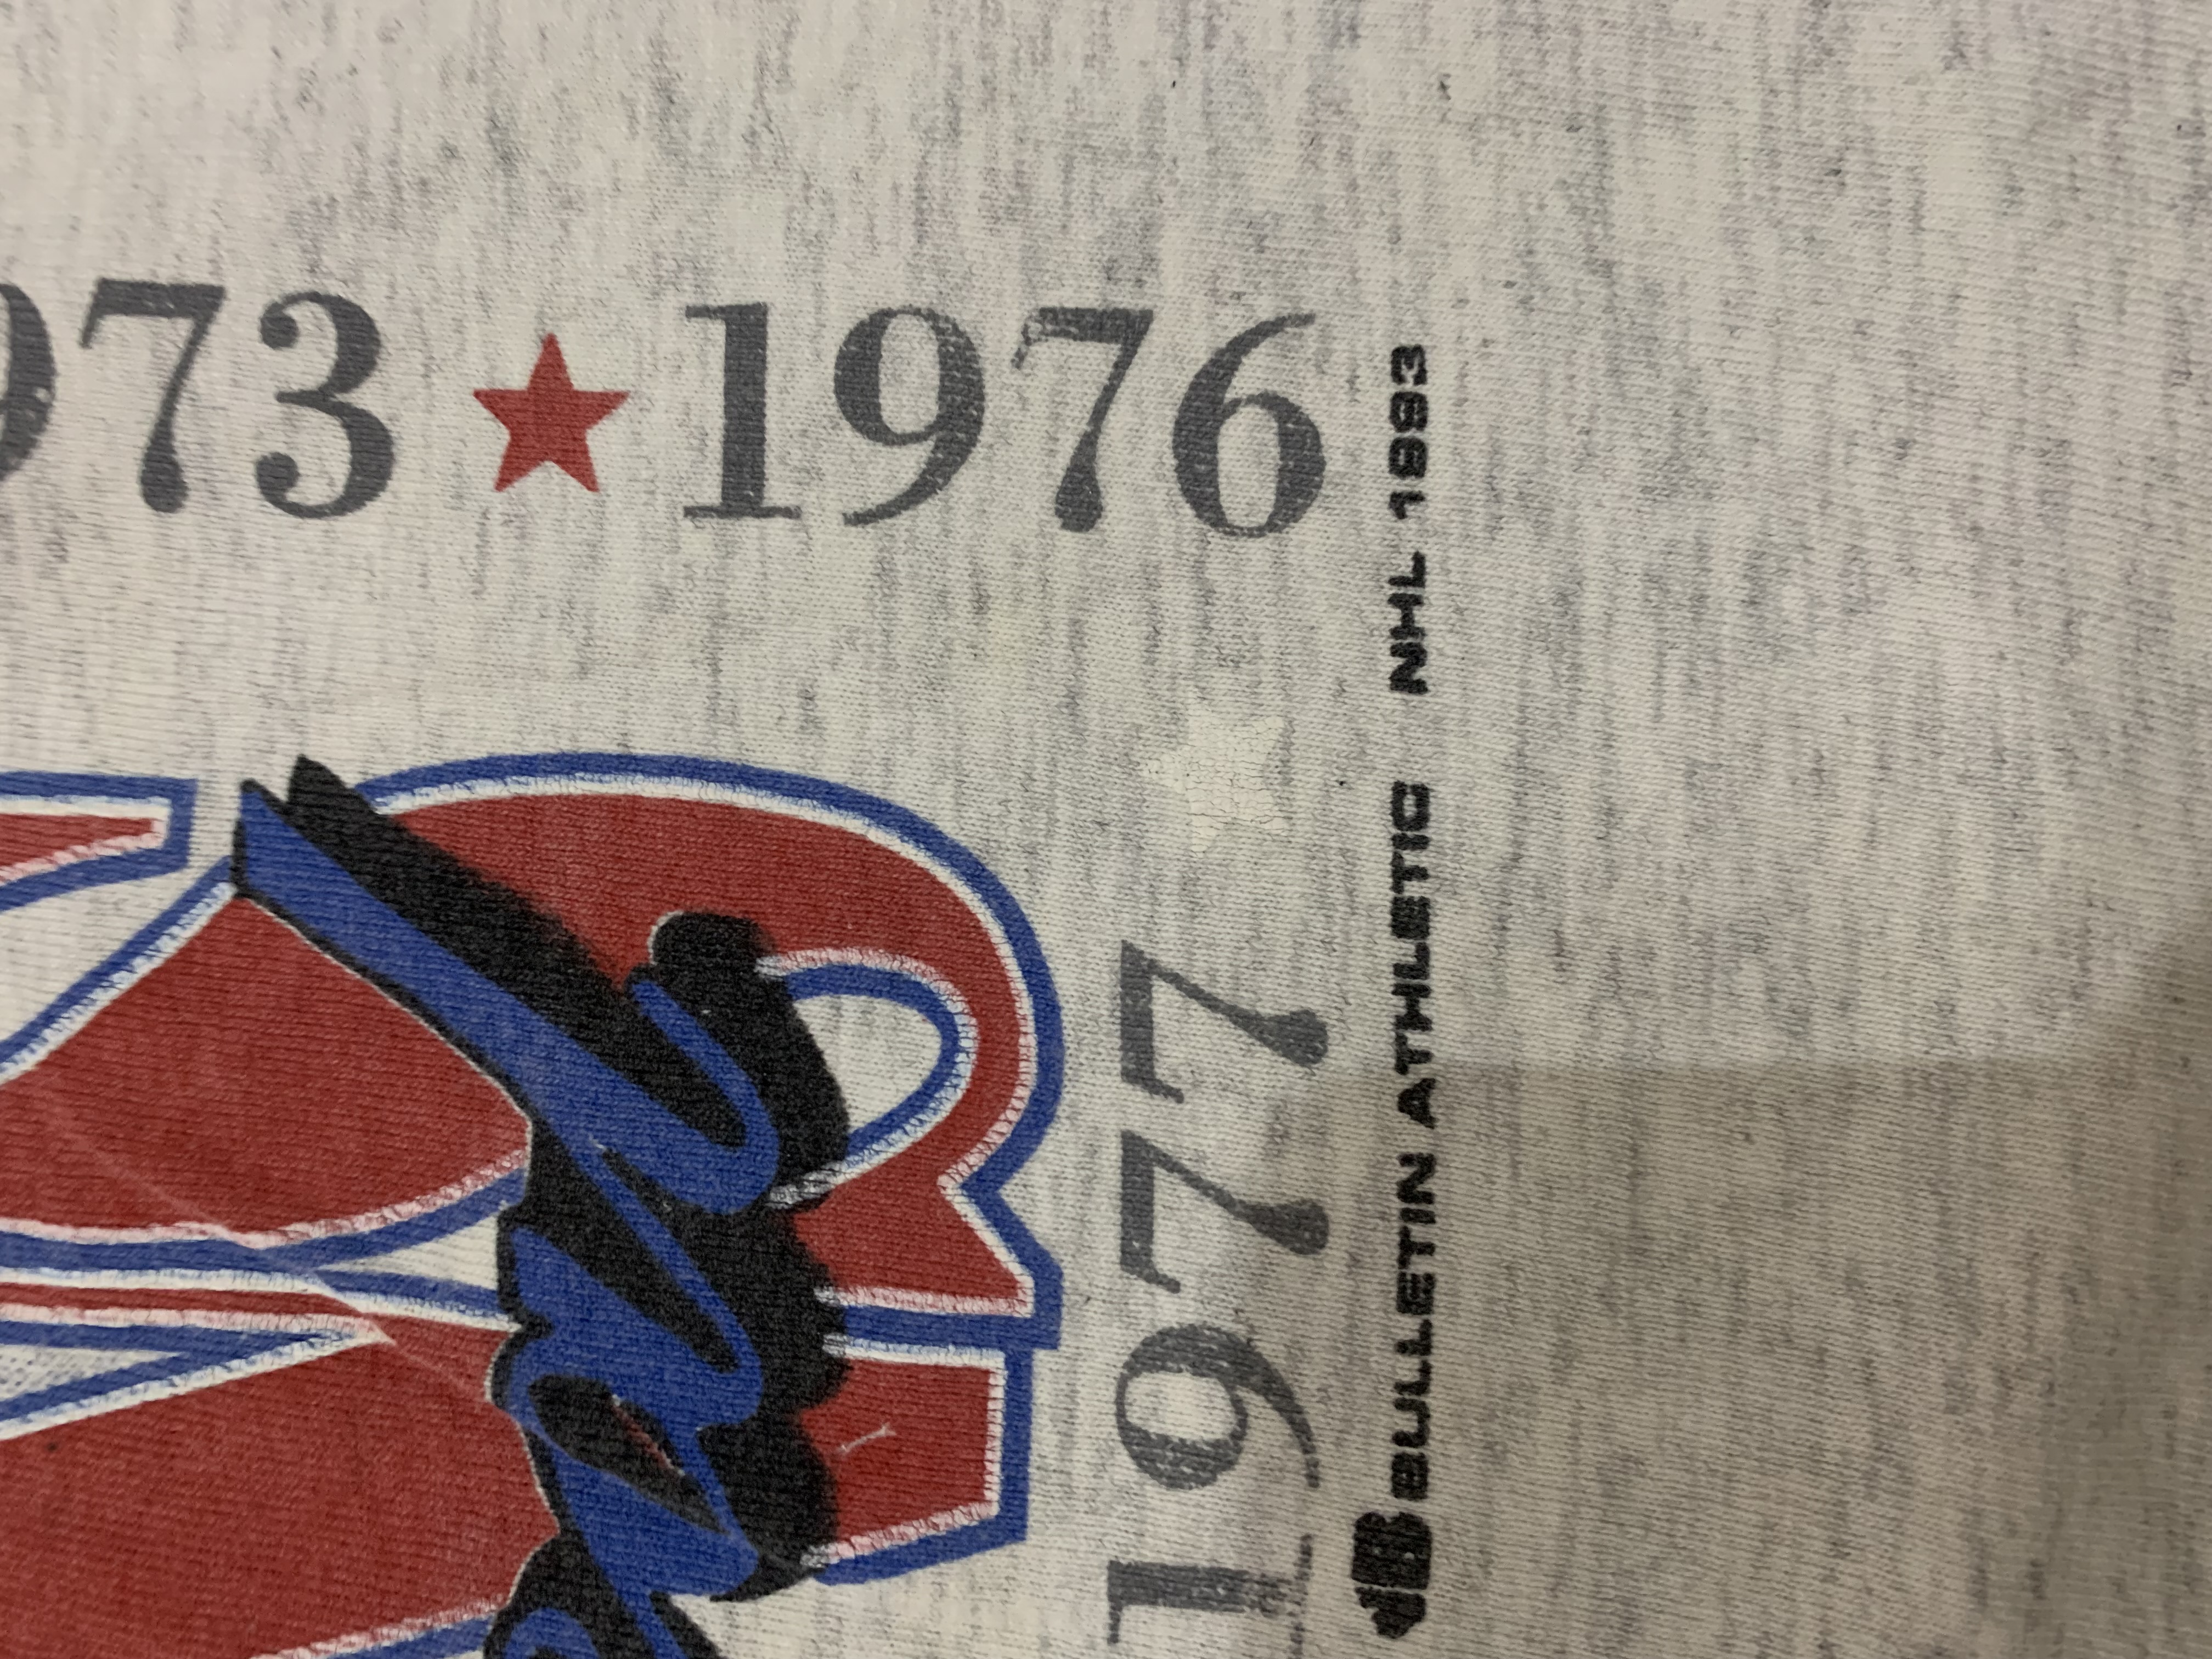 973 ★ 1976
1977
BULLETIN ATHLETIC NHL 1993